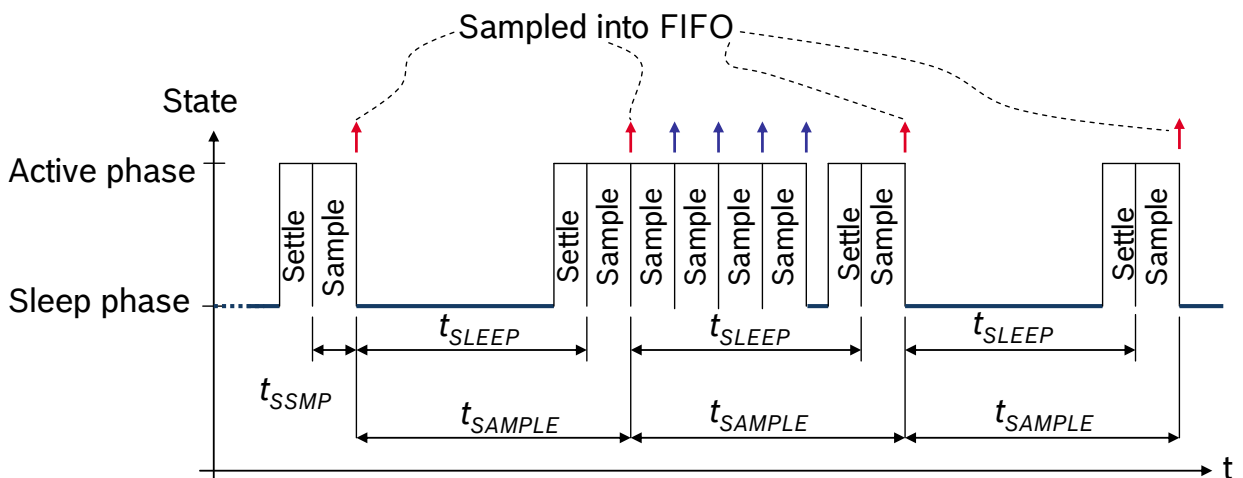 Sampled into FIFO
State
Active phase
Settle
Sample
Settle
Sample
Sample
Sample
Sample
Sample
Settle
Sample
Settle
Sample
Sleep phase
tSLEEP
tSLEEP
tSLEEP
tSSMP
tSAMPLE
tSAMPLE
tSAMPLE
t